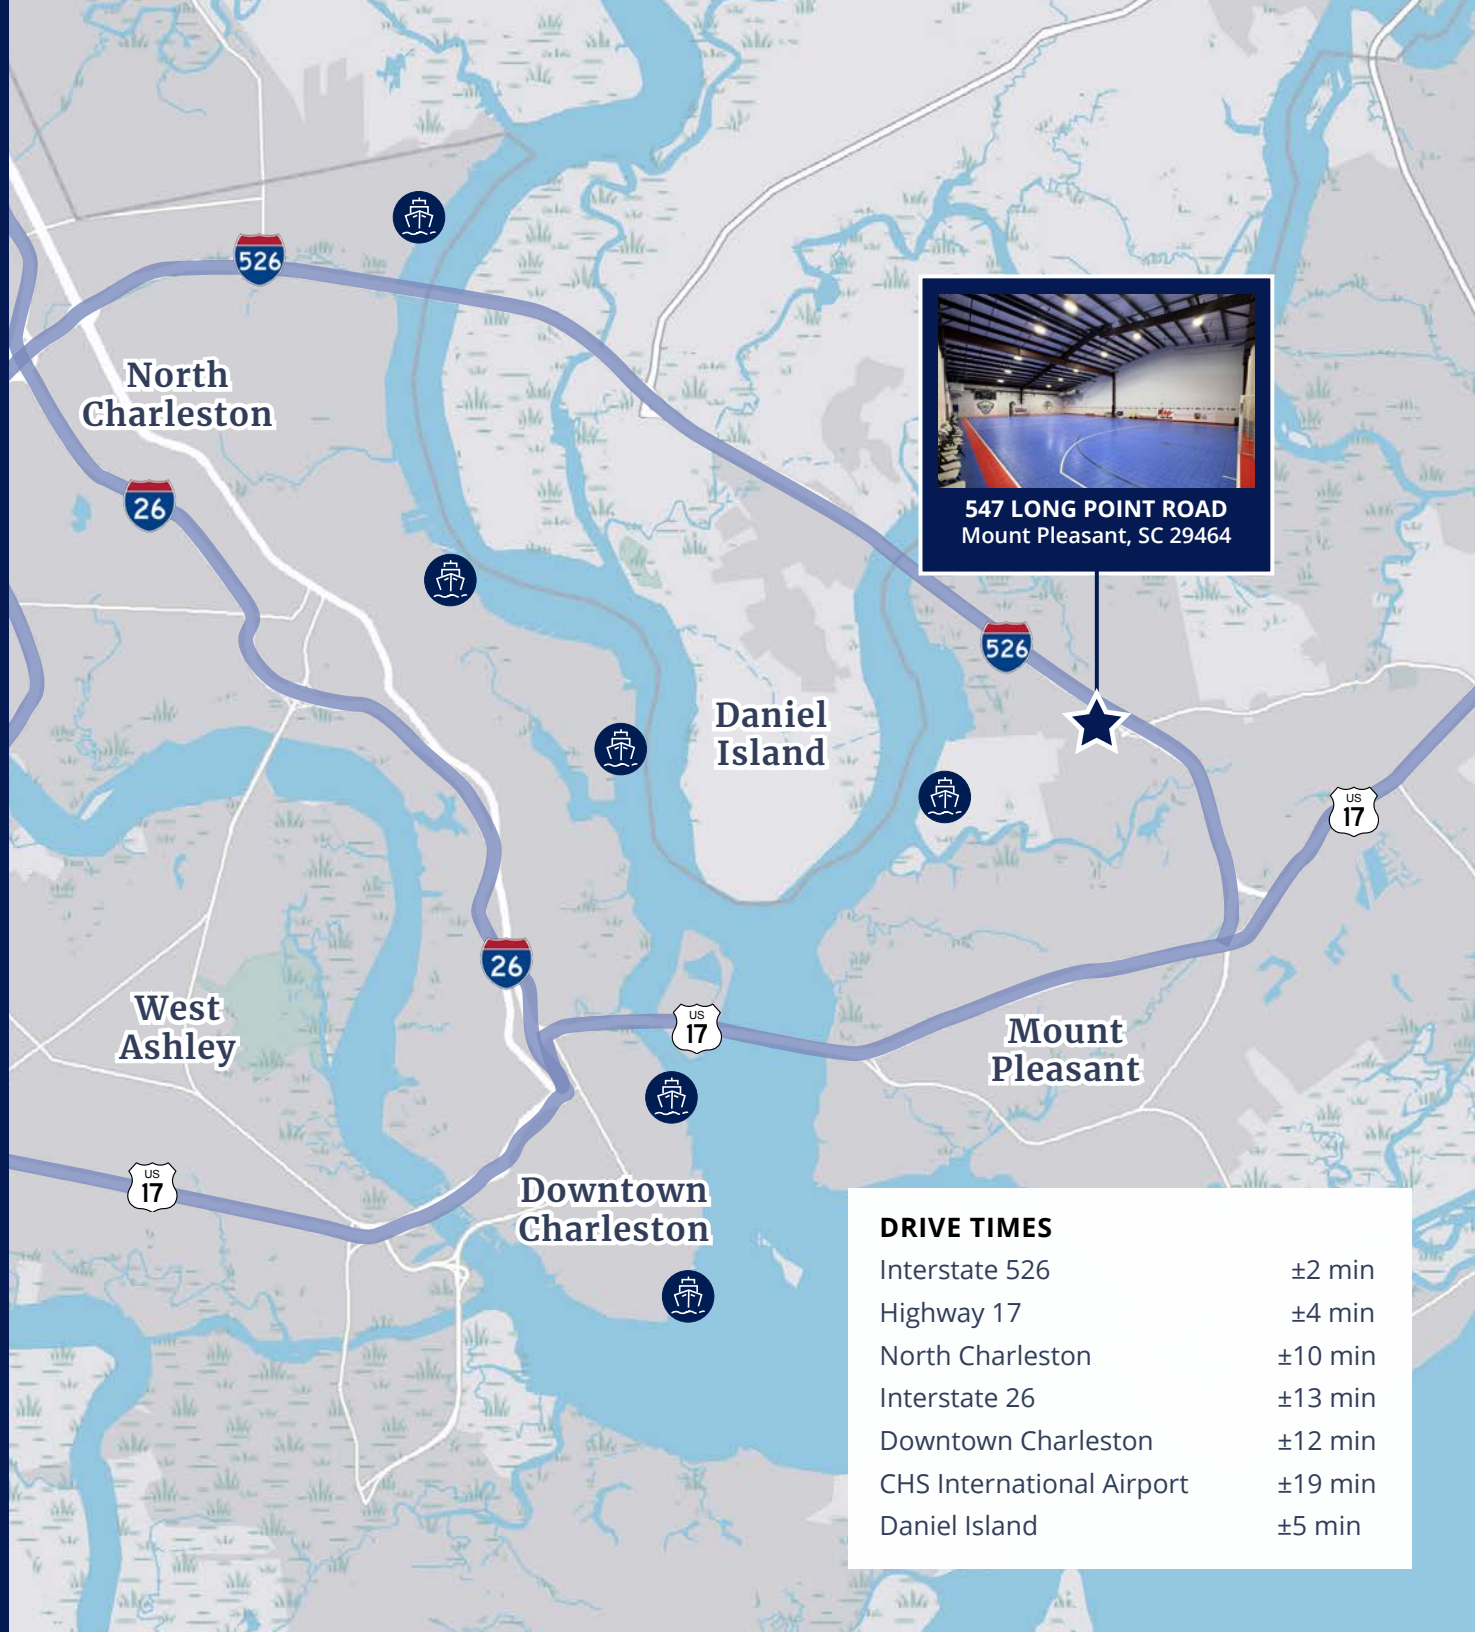 526
North
Charleston
26
547 LONG POINT ROAD
Mount Pleasant, SC 29464
526
Daniel
Island
US
17
26
West
Ashley
US
17
Mount
Pleasant
US
17
Downtown
Charleston
DRIVE TIMES
Interstate 526 ±2 min
Highway 17 ±4 min
North Charleston ±10 min
Interstate 26 ±13 min
Downtown Charleston ±12 min
CHS International Airport ±19 min
Daniel Island ±5 min